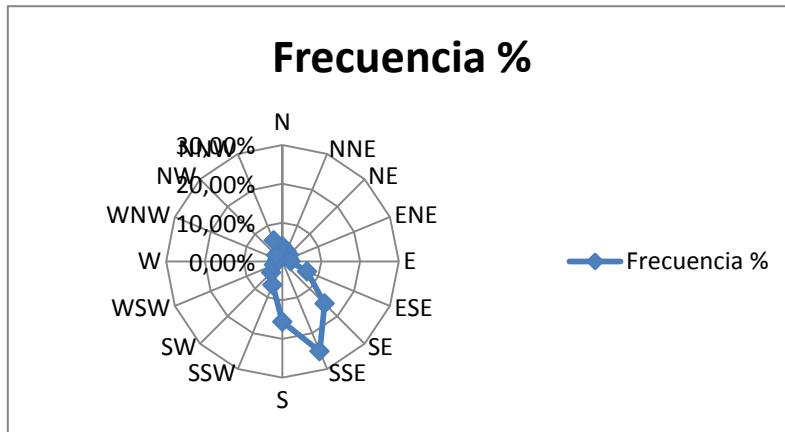 Frecuencia %
N
NNE
NE
ENE
E
ESE
SE
SSE
S
SSW
SW
WSW
W
WNW
NW
NNW
30,00%
20,00%
10,00%
0,00%
Frecuencia %